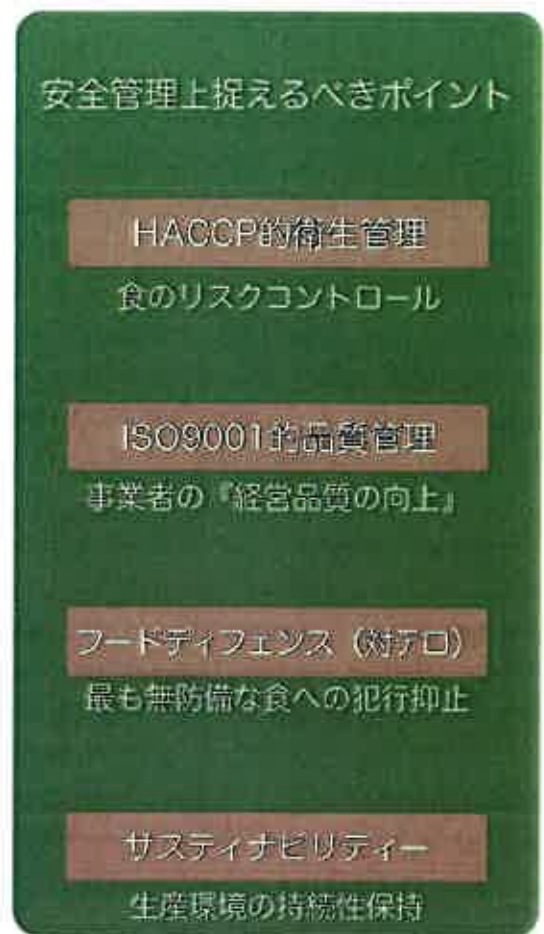 安全管理上捉えるべきポイント
HACCP的衛生管理
食のリスクコントロール
ISO9001的品質管理
事業者の『経営品質の向上』
フードディフェンス（対テロ）
最も無防備な食への犯行抑止
サスティナビリティー
生産環境の持続性保持